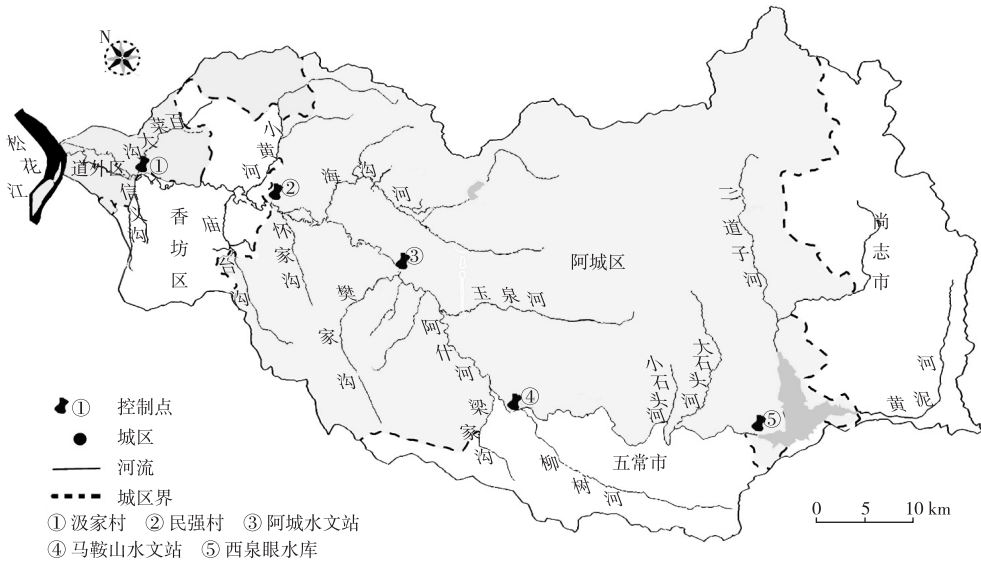 N
松花江
道外区
百菜大沟
①
信义沟
香坊区
庙台沟
小黄河
②
怀家沟
海沟河
③
樊家沟
玉泉河
阿什河
阿城区
二道子河
尚志市
小石头河
大石头河
④
⑤
梁家沟
柳树河
五常市
黄泥河
① 控制点
城区
河流
城区界
① 汲家村 ② 民强村 ③ 阿城水文站
④ 马鞍山水文站 ⑤ 西泉眼水库
0 5 10 km